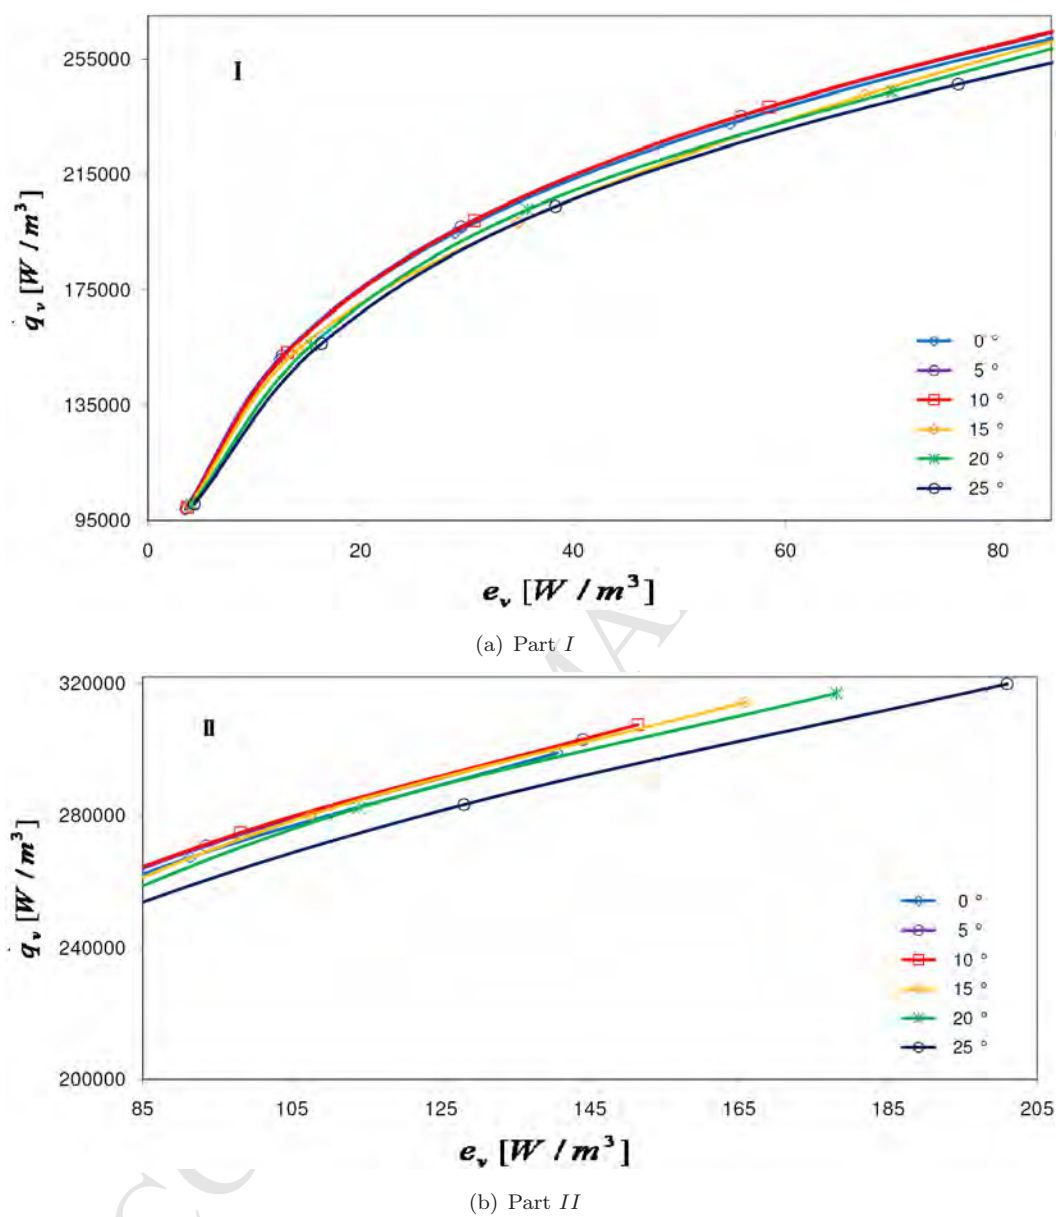 255000
I
215000
q̇ᵥ [W / m³]
175000
135000
95000
0 °
5 °
10 °
15 °
20 °
25 °
0 20 40 60 80
eᵥ [W / m³]
(a) Part I
320000
II
280000
q̇ᵥ [W / m³]
240000
200000
0 °
5 °
10 °
15 °
20 °
25 °
85 105 125 145 165 185 205
eᵥ [W / m³]
(b) Part II